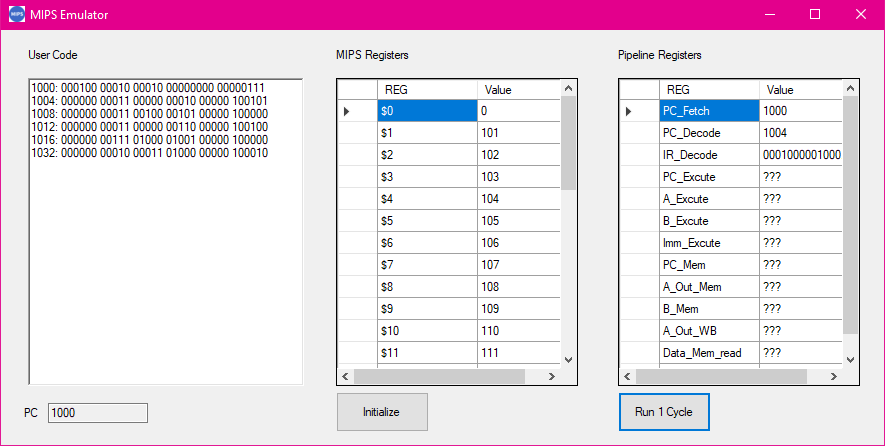 MIPS Emulator
User Code
MIPS Registers
Pipeline Registers
1000: 000100 00010 00010 00000000 00000111
1004: 000000 00011 00000 00010 00000 100101
1008: 000000 00011 00100 00101 00000 100000
1012: 000000 00011 00000 00110 00000 100100
1016: 000000 00111 01000 01001 00000 100000
1032: 000000 00010 00011 01000 00000 100010
REG Value
$0 0
$1 101
$2 102
$3 103
$4 104
$5 105
$6 106
$7 107
$8 108
$9 109
$10 110
$11 111
REG Value
PC_Fetch 1000
PC_Decode 1004
IR_Decode 0001000001000
PC_Excute ???
A_Excute ???
B_Excute ???
Imm_Excute ???
PC_Mem ???
A_Out_Mem ???
B_Mem ???
A_Out_WB ???
Data_Mem_read ???
PC 1000
Initialize
Run 1 Cycle